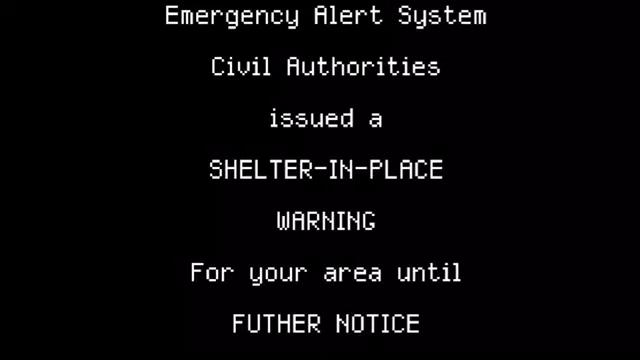 Emergency Alert System
Civil Authorities
issued a
SHELTER-IN-PLACE
WARNING
For your area until
FUTHER NOTICE